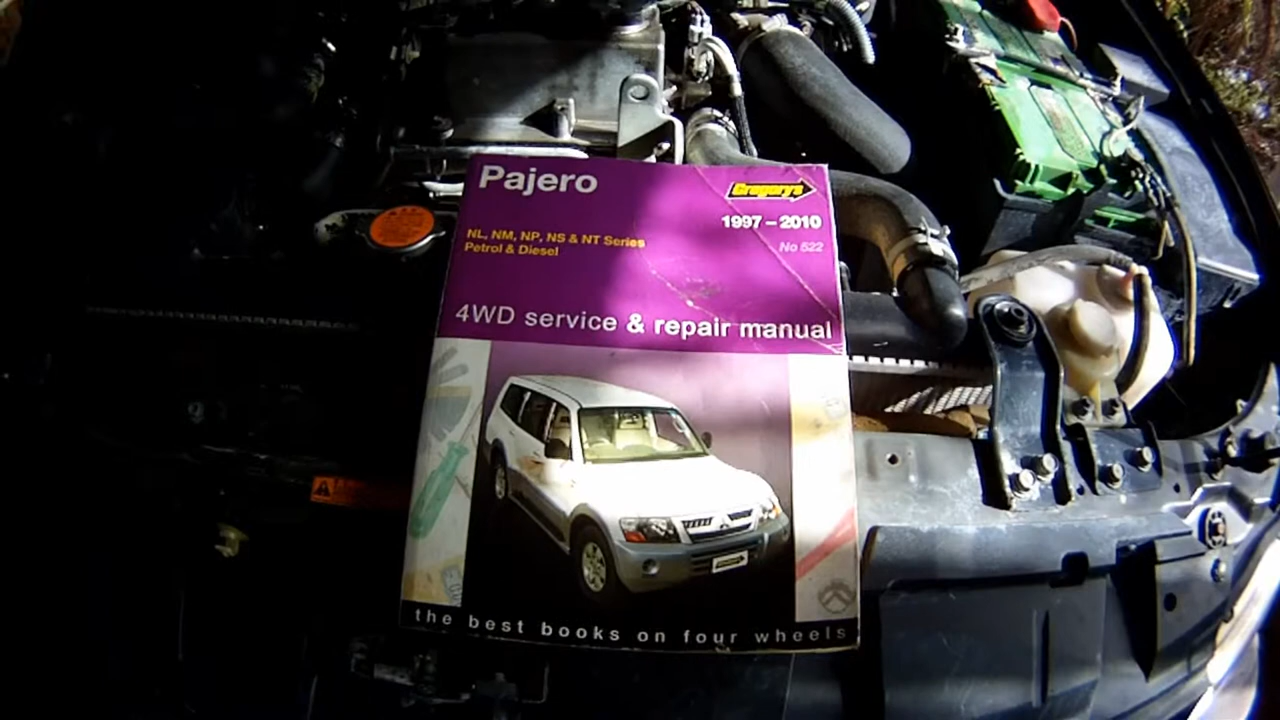 Pajero
Gregory's
1997 – 2010
NL, NM, NP, NS & NT Series
Petrol & Diesel
No 522
4WD service & repair manual
the best books on four wheels